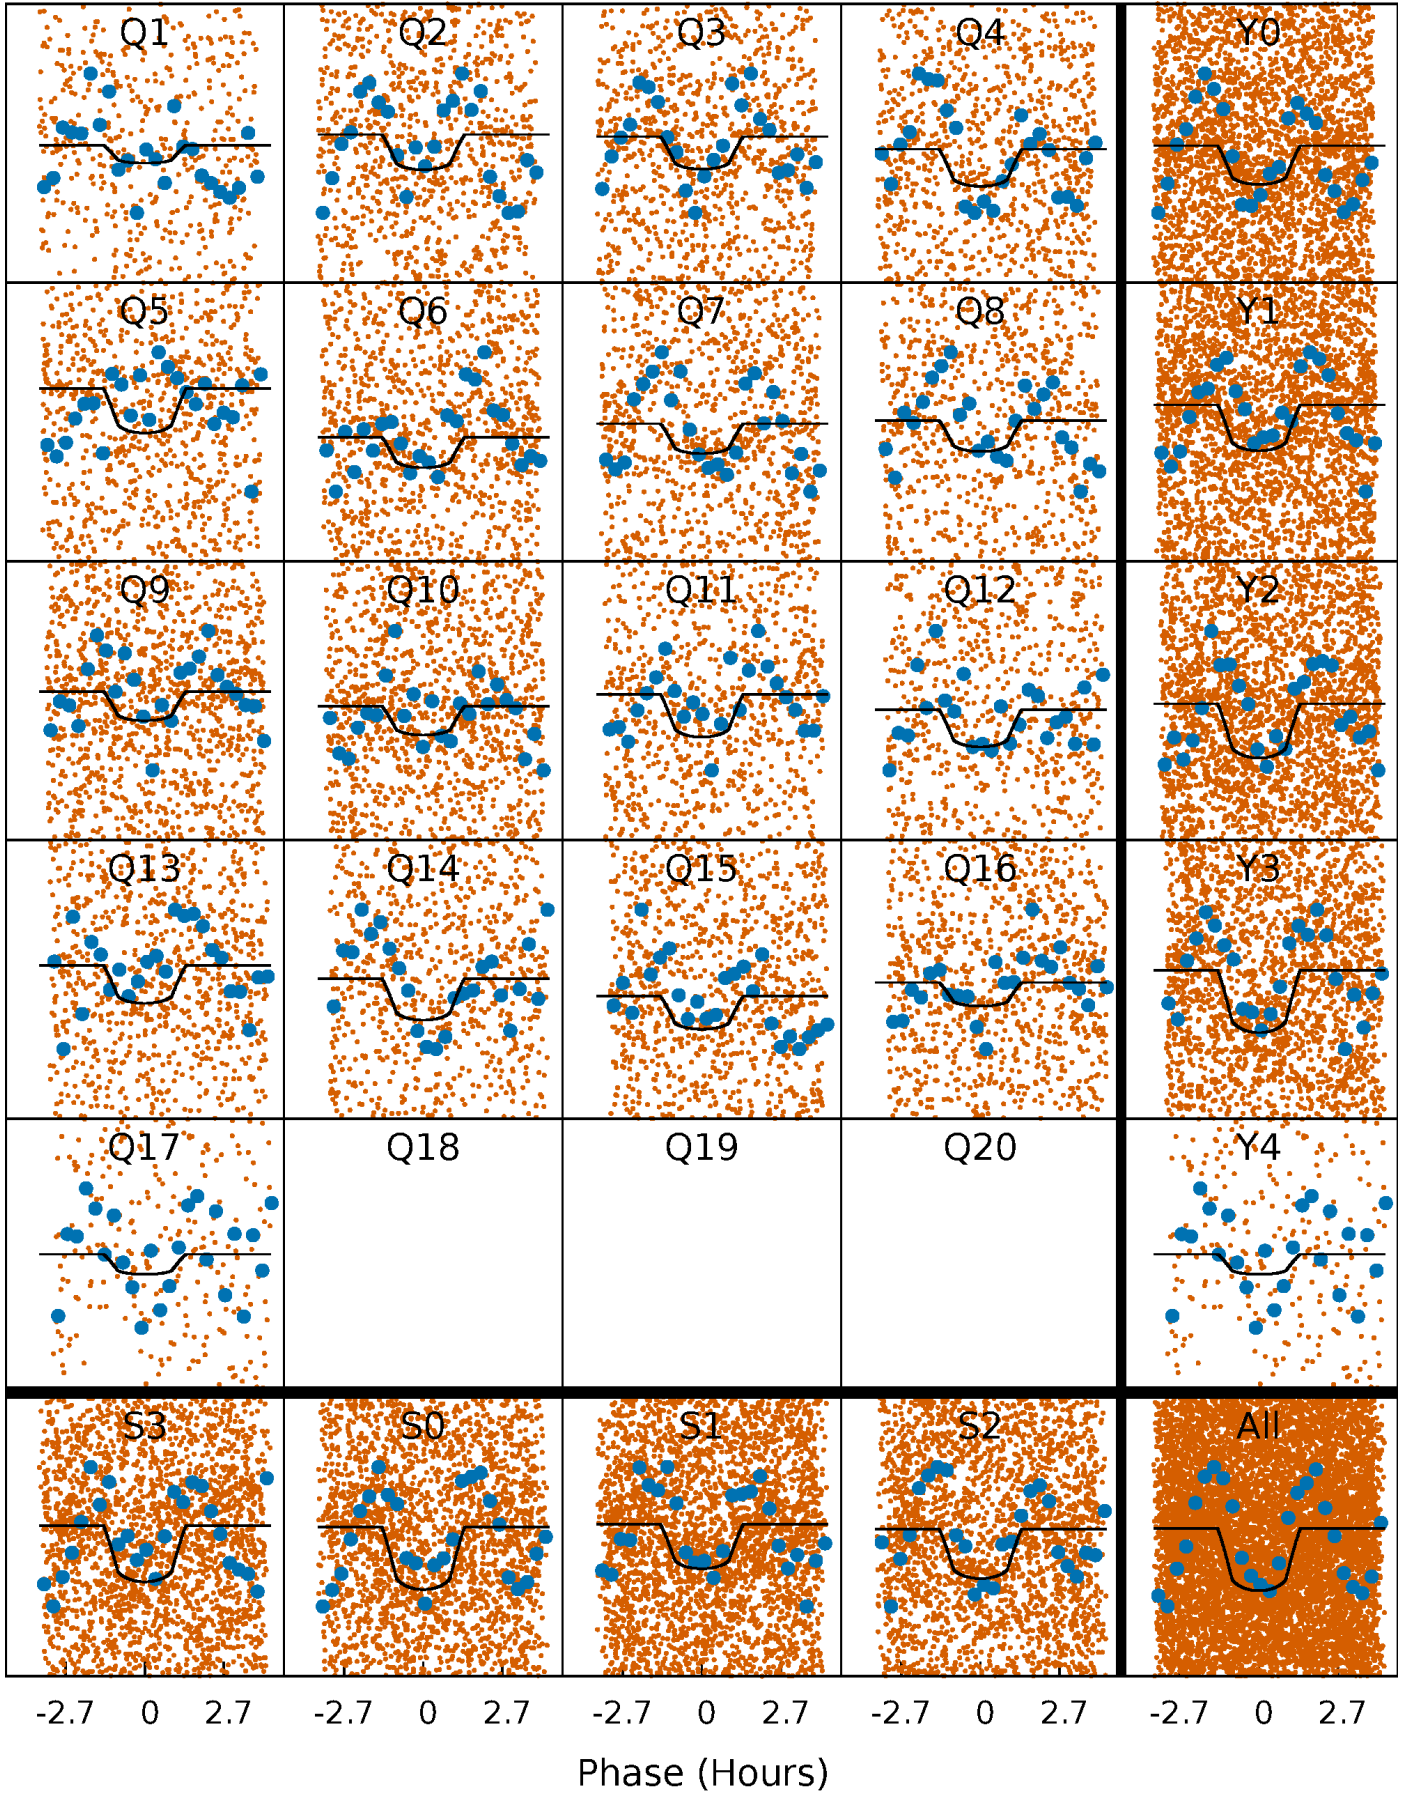 Q1 Q2 Q3 Q4 Y0
Q5 Q6 Q7 Q8 Y1
Q9 Q10 Q11 Q12 Y2
Q13 Q14 Q15 Q16 Y3
Q17 Q18 Q19 Q20 Y4
S3 S0 S1 S2 All
-2.7 0 2.7 -2.7 0 2.7 -2.7 0 2.7 -2.7 0 2.7 -2.7 0 2.7
Phase (Hours)